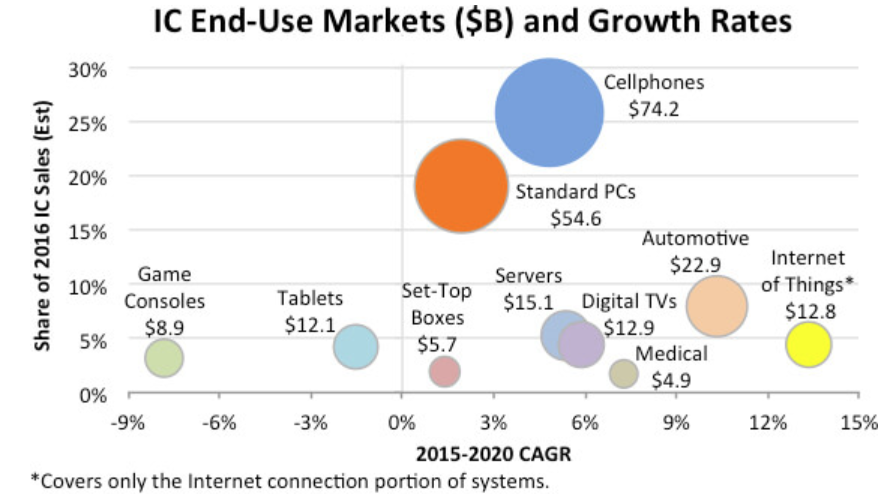 IC End-Use Markets ($B) and Growth Rates
Share of 2016 IC Sales (Est)
30%
25%
20%
15%
10%
5%
0%
Cellphones
$74.2
Standard PCs
$54.6
Automotive
$22.9
Internet
of Things*
$12.8
Game
Consoles
$8.9
Tablets
$12.1
Set-Top
Boxes
$5.7
Servers
$15.1
Digital TVs
$12.9
Medical
$4.9
-9%
-6%
-3%
0%
3%
6%
9%
12%
15%
2015-2020 CAGR
*Covers only the Internet connection portion of systems.